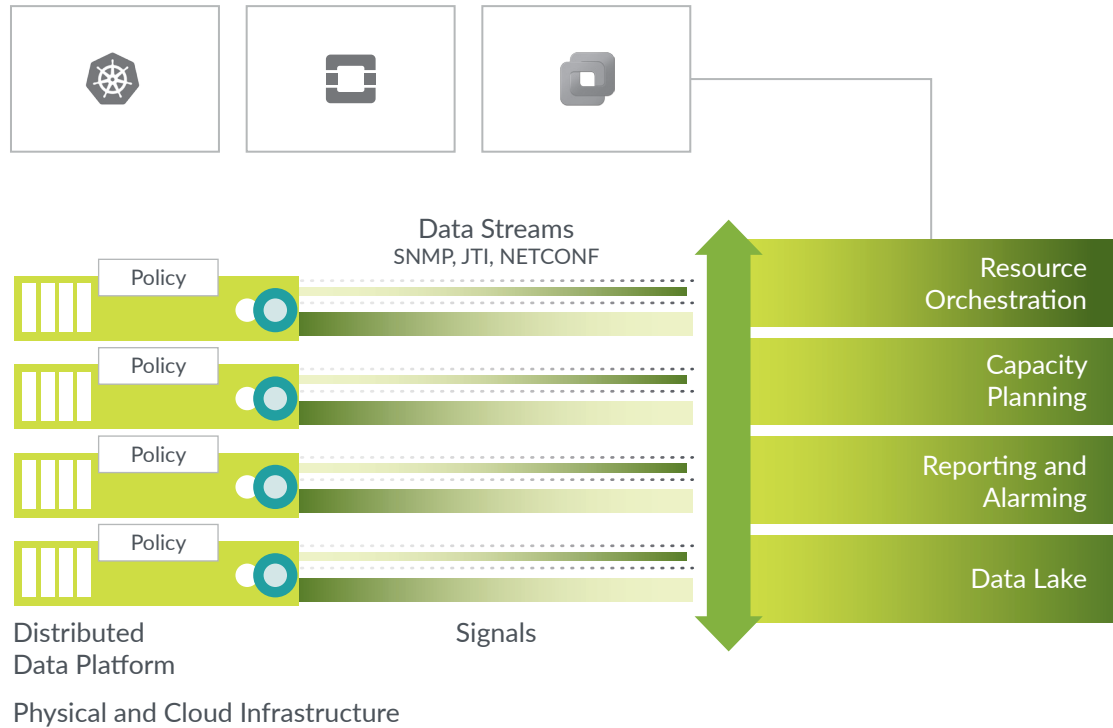 Data Streams
SNMP, JTI, NETCONF
Policy
Policy
Policy
Policy
Resource
Orchestration
Capacity
Planning
Reporting and
Alarming
Data Lake
Distributed
Data Platform
Signals
Physical and Cloud Infrastructure